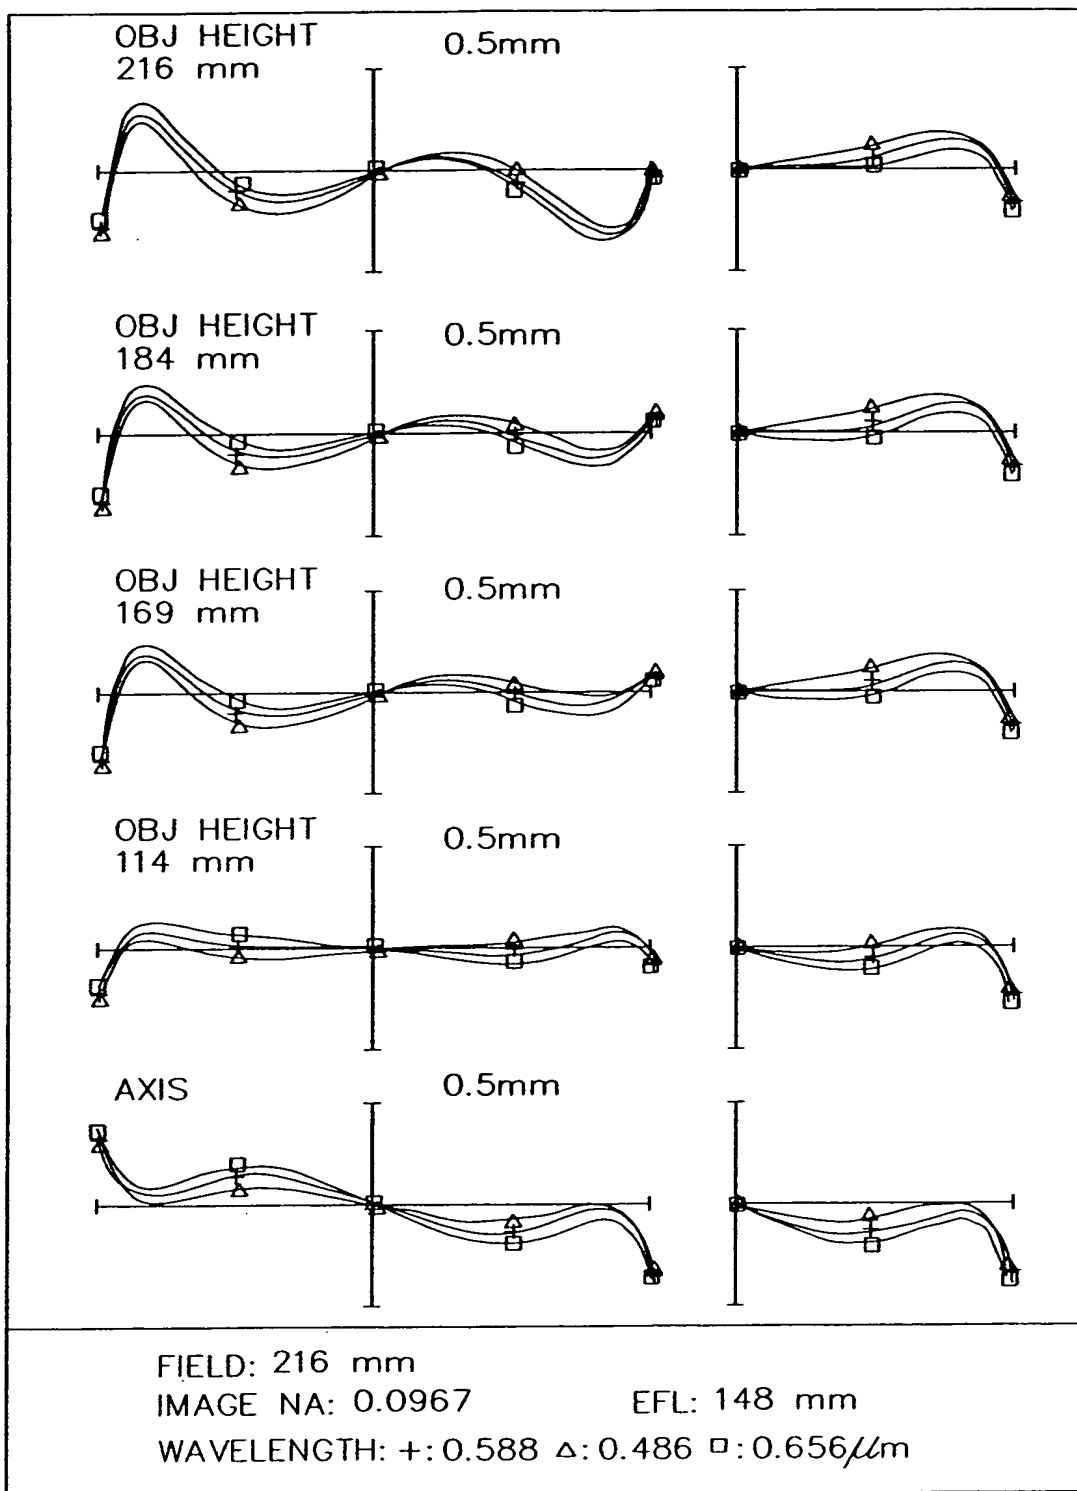 OBJ HEIGHT
216 mm
0.5mm
OBJ HEIGHT
184 mm
0.5mm
OBJ HEIGHT
169 mm
0.5mm
OBJ HEIGHT
114 mm
0.5mm
AXIS
0.5mm
FIELD: 216 mm
IMAGE NA: 0.0967 EFL: 148 mm
WAVELENGTH: +: 0.588 △: 0.486 □: 0.656μm